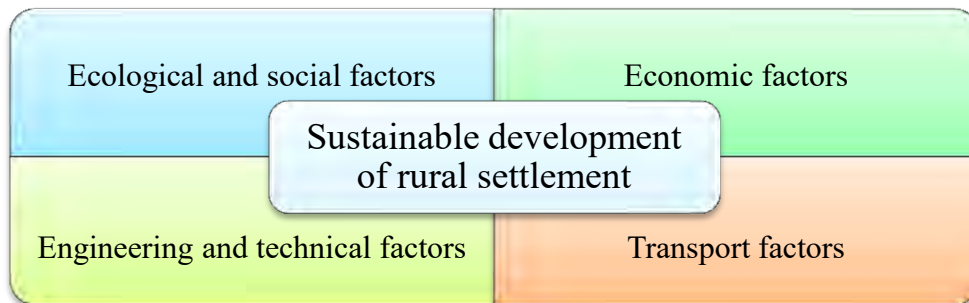 Ecological and social factors
Economic factors
Sustainable development
of rural settlement
Engineering and technical factors
Transport factors